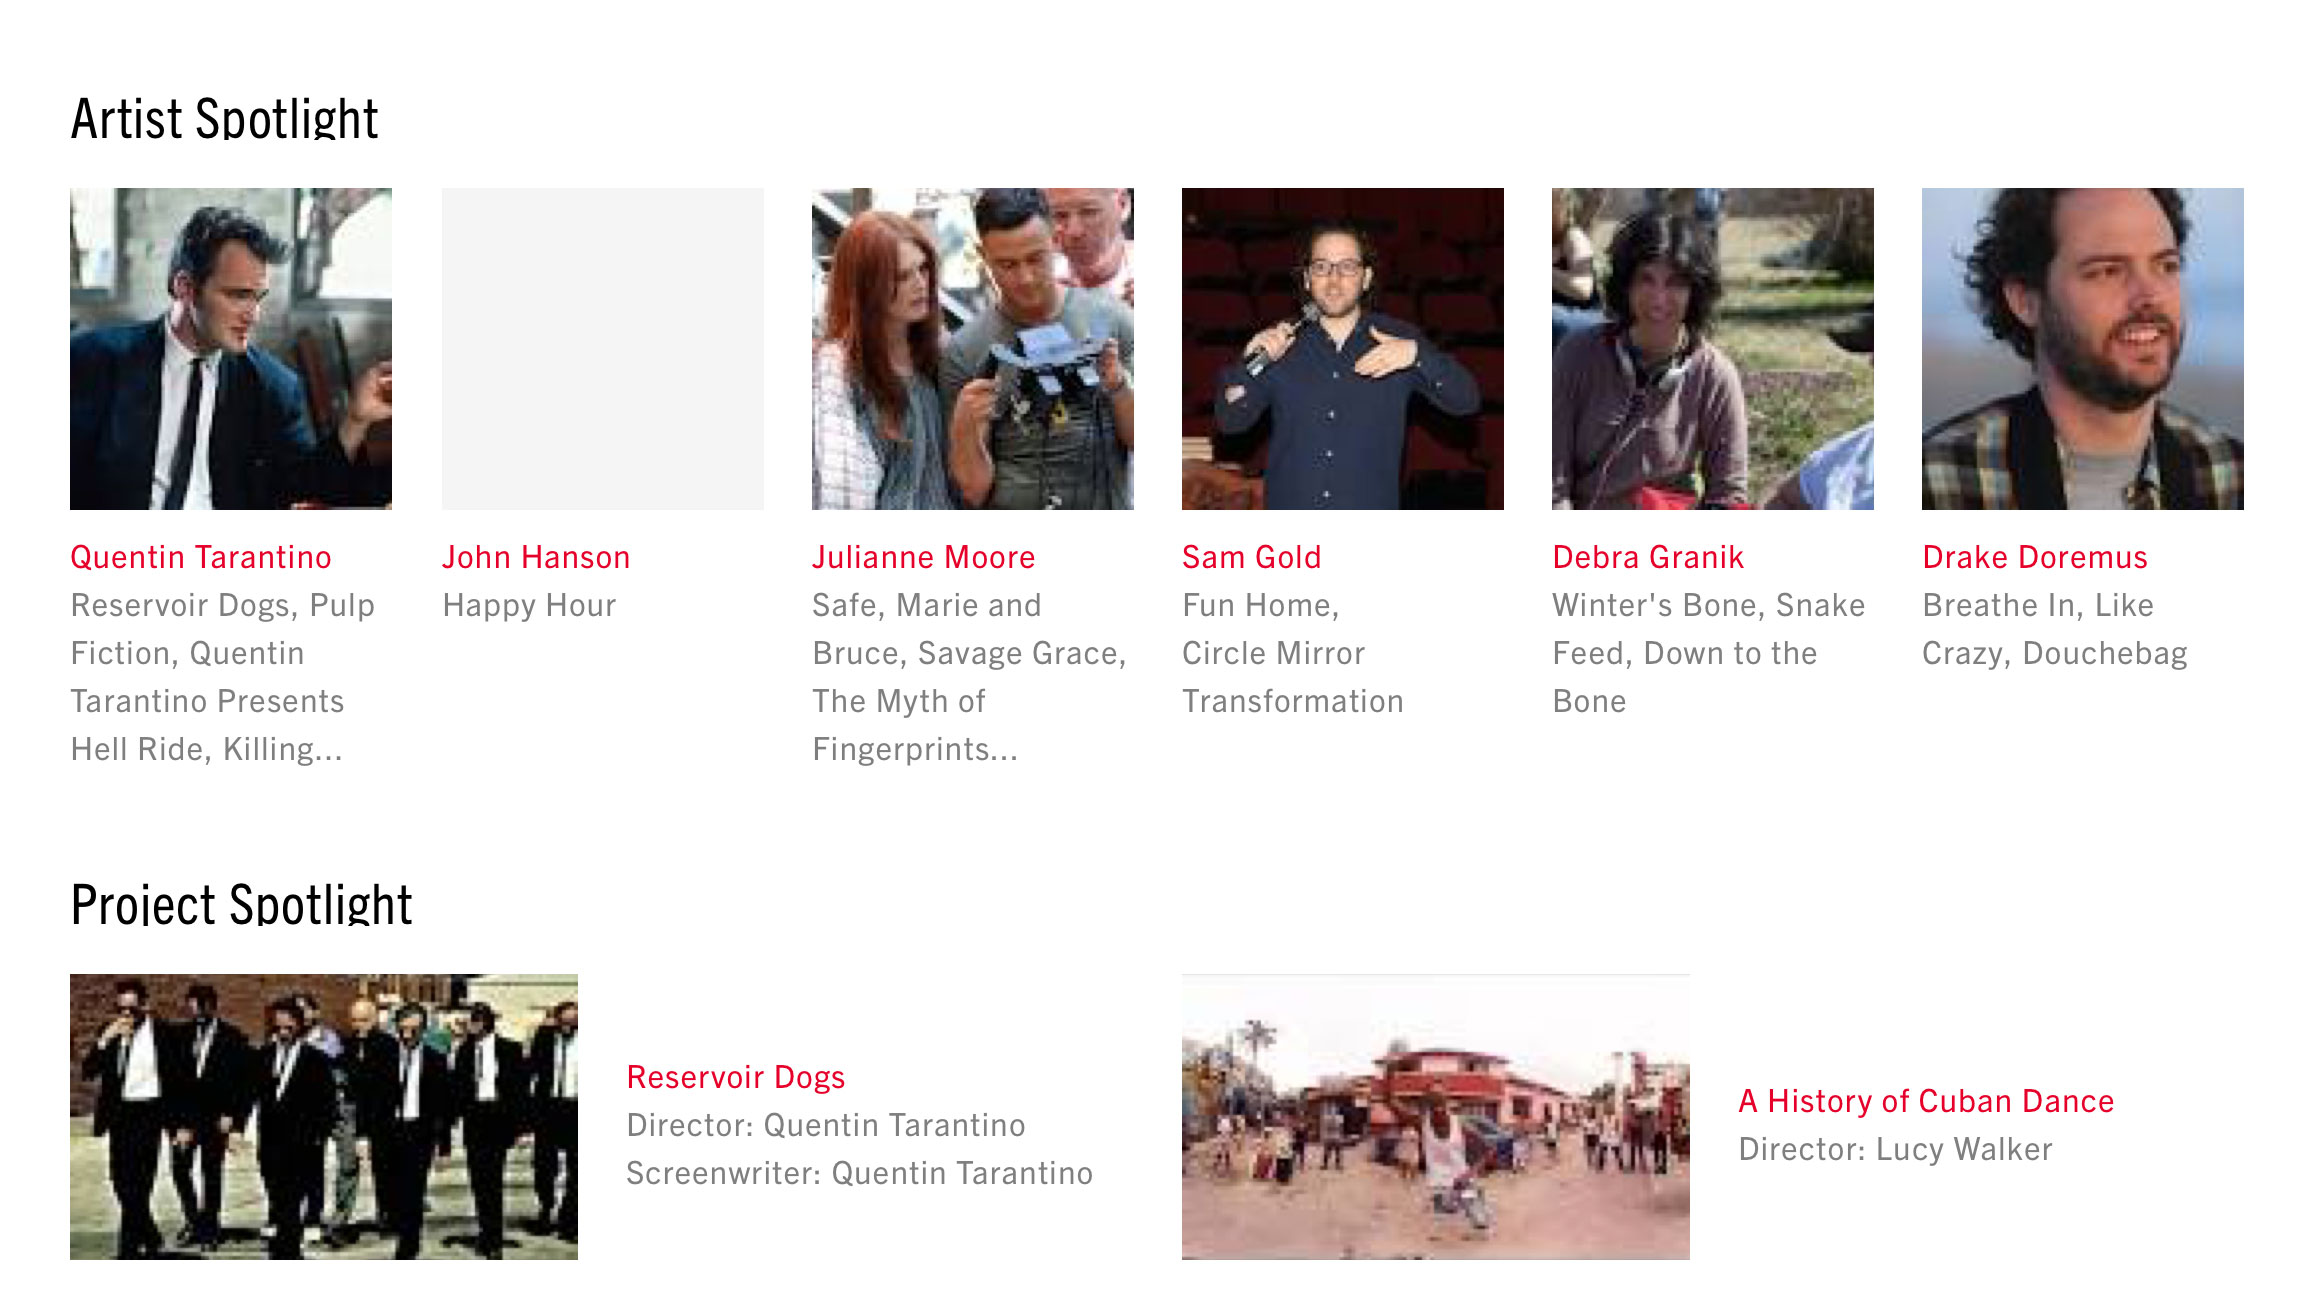 Artist Spotlight
Quentin Tarantino
Reservoir Dogs, Pulp
Fiction, Quentin
Tarantino Presents
Hell Ride, Killing...
John Hanson
Happy Hour
Julianne Moore
Safe, Marie and
Bruce, Savage Grace,
The Myth of
Fingerprints...
Sam Gold
Fun Home,
Circle Mirror
Transformation
Debra Granik
Winter's Bone, Snake
Feed, Down to the
Bone
Drake Doremus
Breathe In, Like
Crazy, Douchebag
Project Spotlight
Reservoir Dogs
Director: Quentin Tarantino
Screenwriter: Quentin Tarantino
A History of Cuban Dance
Director: Lucy Walker